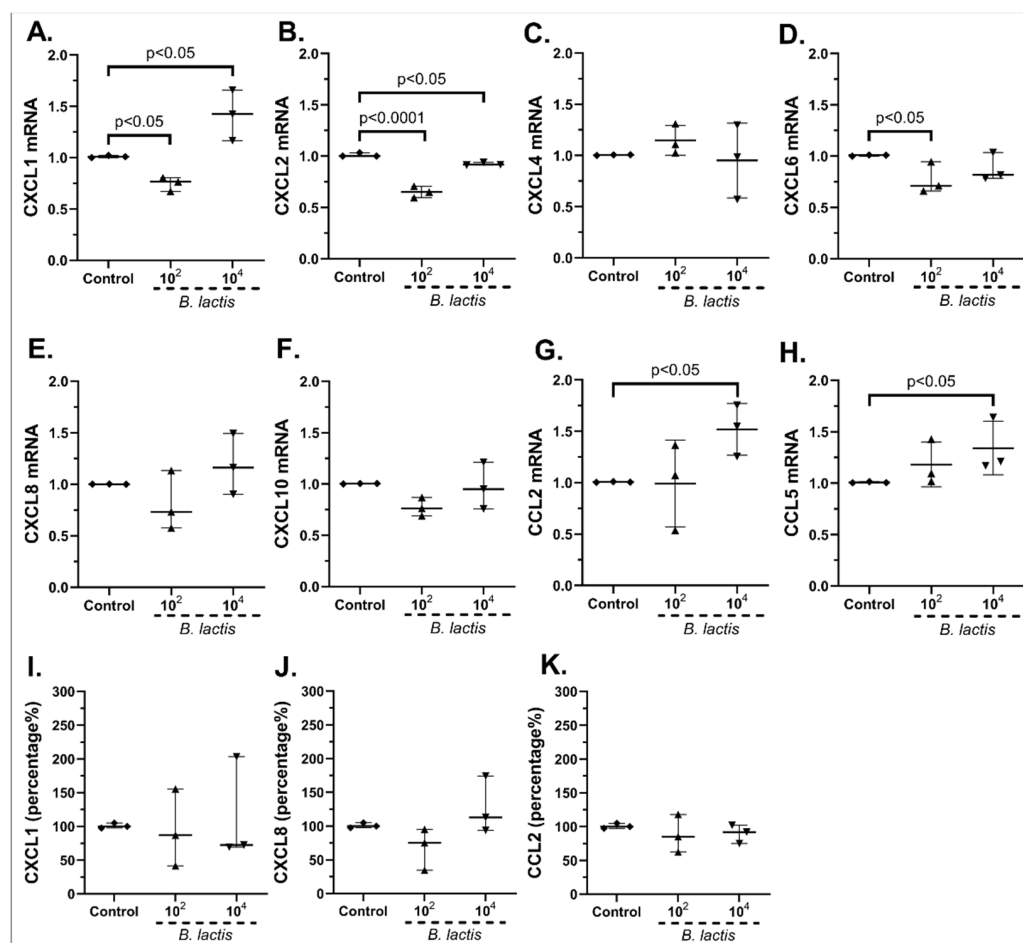 A.
CXCL1 mRNA
2.0
1.5
1.0
0.5
0.0
p<0.05
p<0.05
Control
10²
10⁴
B. lactis
B.
CXCL2 mRNA
2.0
1.5
1.0
0.5
0.0
p<0.05
p<0.0001
Control
10²
10⁴
B. lactis
C.
CXCL4 mRNA
2.0
1.5
1.0
0.5
0.0
Control
10²
10⁴
B. lactis
D.
CXCL6 mRNA
2.0
1.5
1.0
0.5
0.0
p<0.05
Control
10²
10⁴
B. lactis
E.
CXCL8 mRNA
2.0
1.5
1.0
0.5
0.0
Control
10²
10⁴
B. lactis
F.
CXCL10 mRNA
2.0
1.5
1.0
0.5
0.0
Control
10²
10⁴
B. lactis
G.
CCL2 mRNA
2.0
1.5
1.0
0.5
0.0
p<0.05
Control
10²
10⁴
B. lactis
H.
CCL5 mRNA
2.0
1.5
1.0
0.5
0.0
p<0.05
Control
10²
10⁴
B. lactis
I.
CXCL1 (percentage%)
300
250
200
150
100
50
0
Control
10²
10⁴
B. lactis
J.
CXCL8 (percentage%)
300
250
200
150
100
50
0
Control
10²
10⁴
B. lactis
K.
CCL2 (percentage%)
300
250
200
150
100
50
0
Control
10²
10⁴
B. lactis